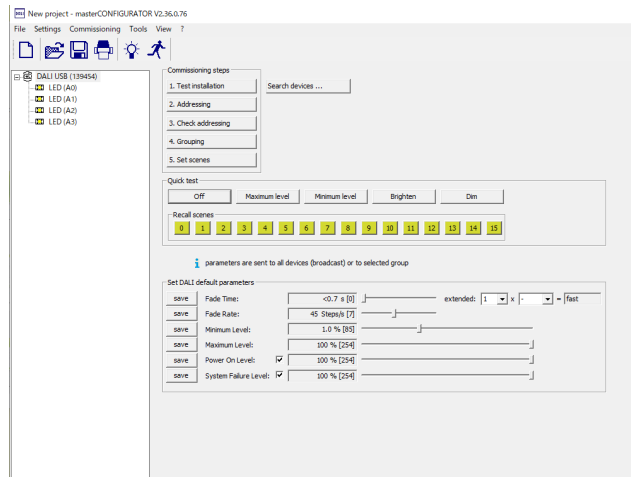 DALI New project - masterCONFIGURATOR V2.36.0.76
File Settings Commissioning Tools View ?
DALI USB (139454)
LED (A0)
LED (A1)
LED (A2)
LED (A3)
Commissioning steps
1. Test installation Search devices ...
2. Addressing
3. Check addressing
4. Grouping
5. Set scenes
Quick test
Off Maximum level Minimum level Brighten Dim
Recall scenes
0 1 2 3 4 5 6 7 8 9 10 11 12 13 14 15
i parameters are sent to all devices (broadcast) or to selected group
Set DALI default parameters
save Fade Time: <0.7 s [0] extended: 1 x - = fast
save Fade Rate: 45 Steps/s [7]
save Minimum Level: 1.0 % [85]
save Maximum Level: 100 % [254]
save Power On Level: 100 % [254]
save System Failure Level: 100 % [254]